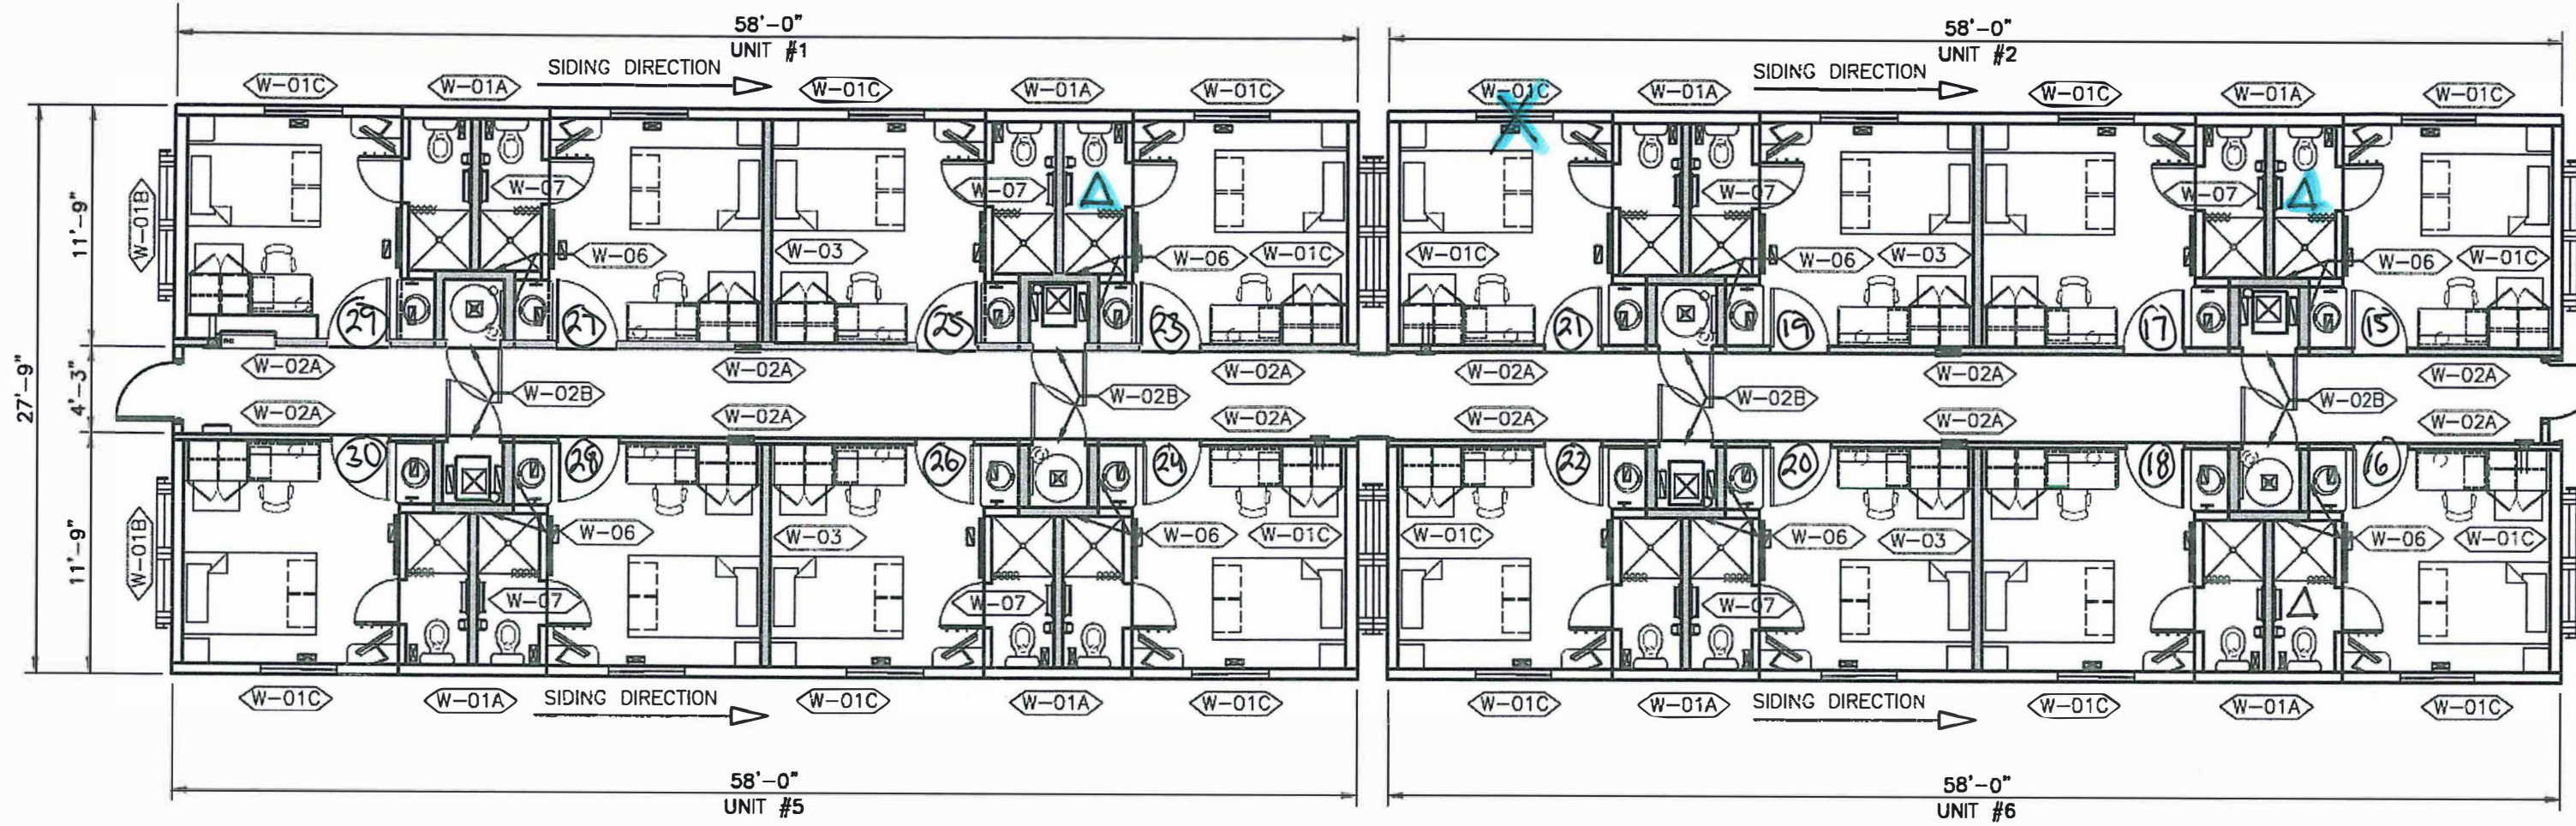 58'-0" 58'-0"
UNIT #1 UNIT #2
SIDING DIRECTION SIDING DIRECTION
W-01C W-01A W-01C W-01A W-01C W-01C W-01A W-01C W-01A W-01C
W-07 W-07 Δ W-07 W-07 Δ
W-01B
11'-9"
W-03 W-01C W-01C W-03 W-01C
W-06 W-06 W-06 W-06
29 27 25 23 21 19 17 15
W-02A W-02A W-02A W-02A W-02A W-02A
27'-9"
4'-3"
W-02B W-02B W-02B W-02B
W-02A W-02A W-02A W-02A W-02A W-02A
30 28 26 24 22 20 18 16
W-06 W-03 W-06 W-01C W-01C W-06 W-03 W-06 W-01C
W-01B
11'-9"
W-07 W-07 W-07 Δ
W-01C W-01A W-01C W-01A W-01C W-01C W-01A W-01C W-01A W-01C
SIDING DIRECTION SIDING DIRECTION
58'-0" 58'-0"
UNIT #5 UNIT #6